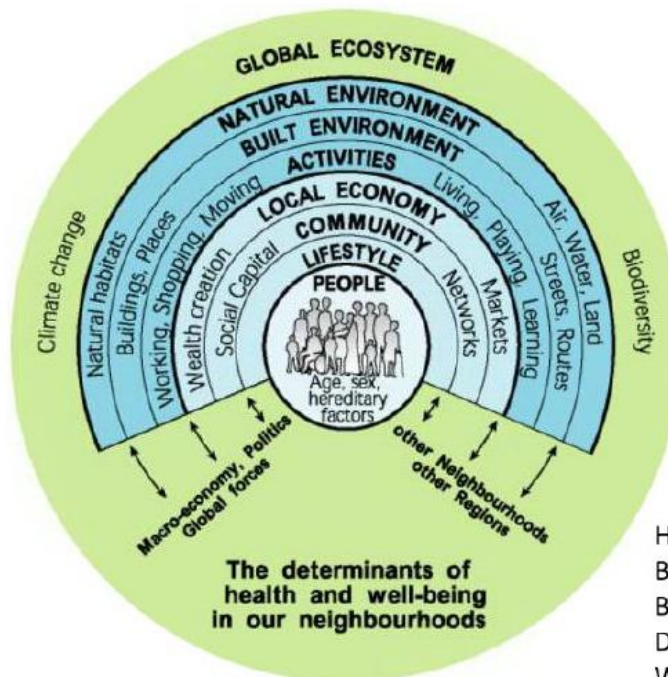 GLOBAL ECOSYSTEM
NATURAL ENVIRONMENT
BUILT ENVIRONMENT
ACTIVITIES
LOCAL ECONOMY
COMMUNITY
LIFESTYLE
PEOPLE
Age, sex,
hereditary
factors
Climate change
Natural habitats
Buildings, Places
Working, Shopping, Moving
Wealth creation
Social Capital
Networks
Markets
Living, Playing, Learning
Streets, Routes
Air, Water, Land
Biodiversity
Macro-economy, Politics
Global forces
other Neighbourhoods
other Regions
The determinants of
health and well-being
in our neighbourhoods
H
B
B
D
W